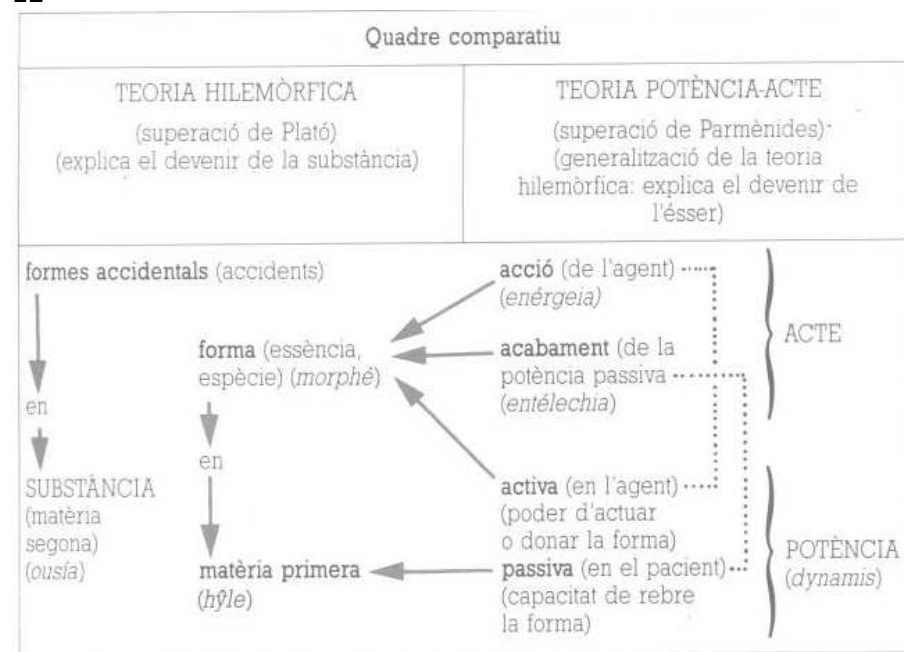 Quadre comparatiu
TEORIA HILEMÒRFICA
(superació de Plató)
(explica el devenir de la substància)
TEORIA POTÈNCIA-ACTE
(superació de Parmènides)
(generalització de la teoria
hilemòrfica: explica el devenir de
l'ésser)
formes accidentals (accidents)
en
SUBSTÀNCIA
(matèria
segona)
(ousía)
forma (essència,
espècie) (morphé)
en
matèria primera
(hŷle)
acció (de l'agent)
(enérgeia)
acabament (de la
potència passiva
(entélechia)
activa (en l'agent)
(poder d'actuar
o donar la forma)
passiva (en el pacient)
(capacitat de rebre
la forma)
ACTE
POTÈNCIA
(dynamis)